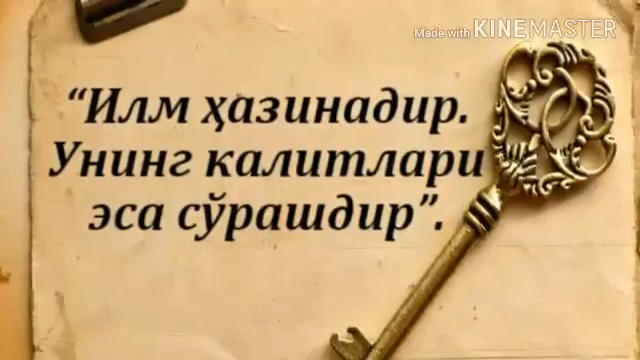 Made with KINEMASTER
“Илм ҳазинадир.
Унинг калитлари
эса сўрашдир”.